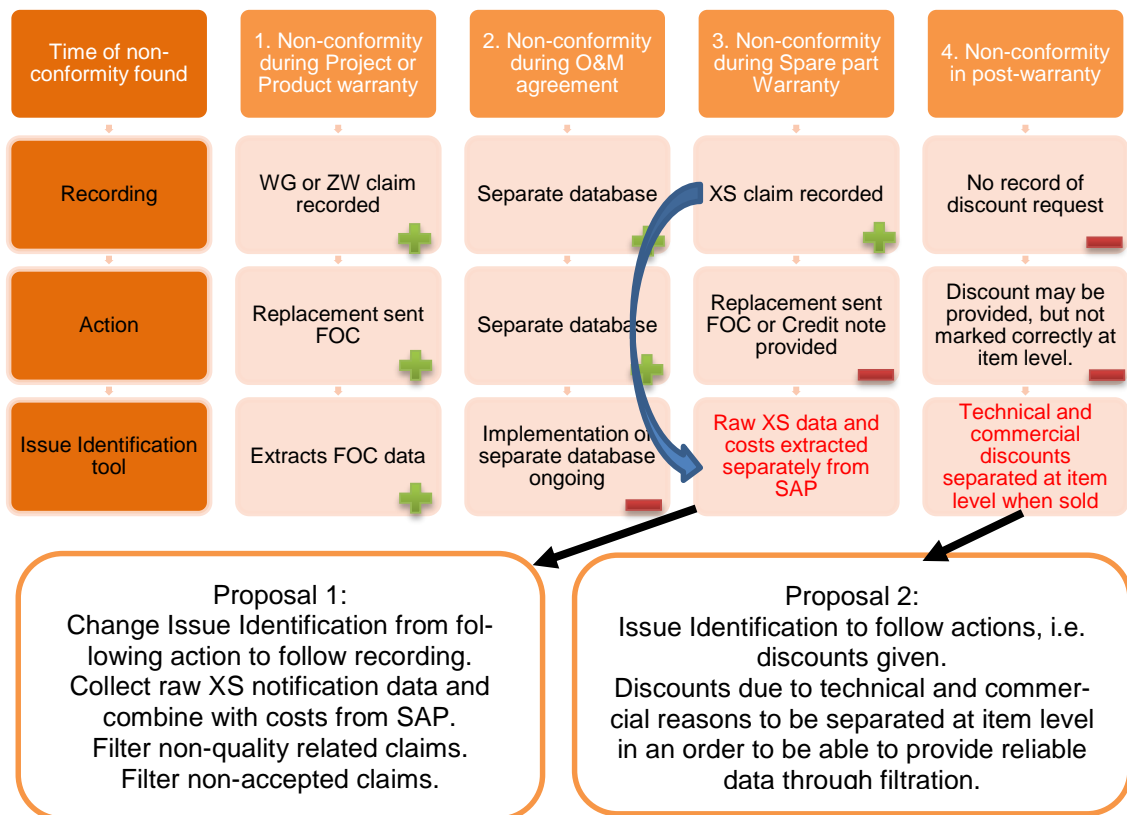 Time of non-
conformity found
1. Non-conformity
during Project or
Product warranty
2. Non-conformity
during O&M
agreement
3. Non-conformity
during Spare part
Warranty
4. Non-conformity
in post-warranty
Recording
WG or ZW claim
recorded
Separate database
XS claim recorded
No record of
discount request
Action
Replacement sent
FOC
Separate database
Replacement sent
FOC or Credit note
provided
Discount may be
provided, but not
marked correctly at
item level.
Issue Identification
tool
Extracts FOC data
Implementation of
separate database
ongoing
Raw XS data and
costs extracted
separately from
SAP
Technical and
commercial
discounts
separated at item
level when sold
Proposal 1:
Change Issue Identification from fol-
lowing action to follow recording.
Collect raw XS notification data and
combine with costs from SAP.
Filter non-quality related claims.
Filter non-accepted claims.
Proposal 2:
Issue Identification to follow actions, i.e.
discounts given.
Discounts due to technical and commer-
cial reasons to be separated at item level
in an order to be able to provide reliable
data through filtration.